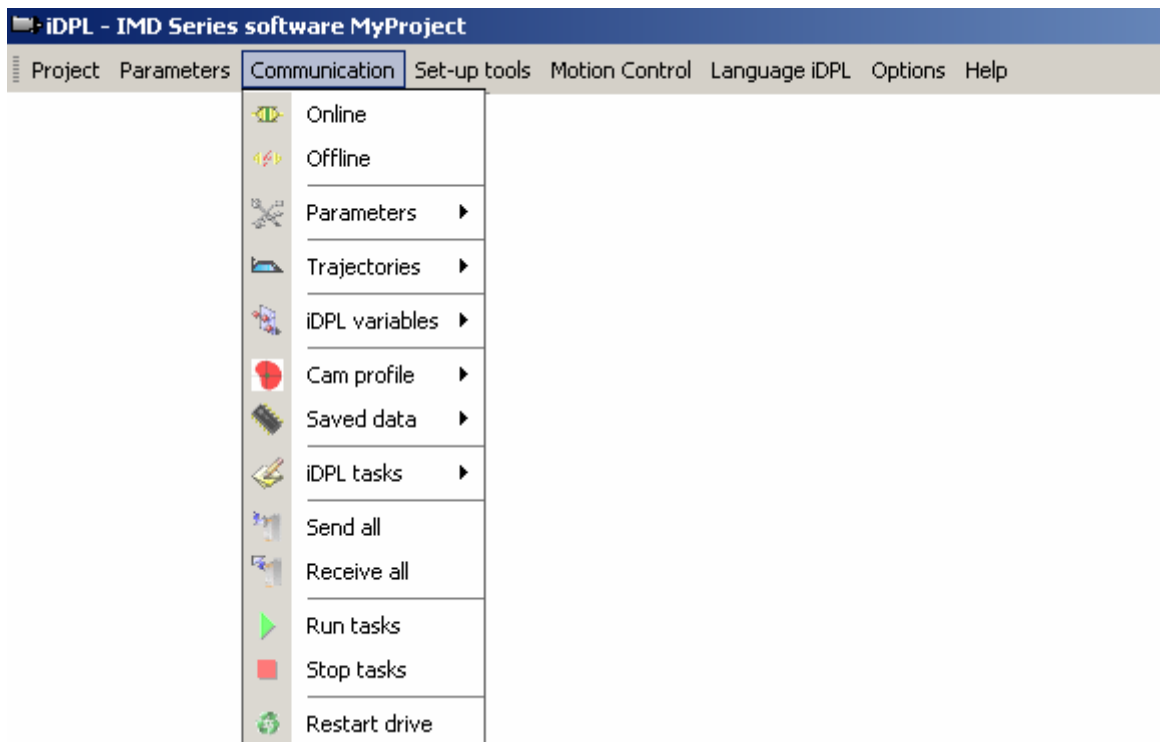 iDPL - IMD Series software MyProject
Project Parameters Communication Set-up tools Motion Control Language iDPL Options Help
Online
Offline
Parameters
Trajectories
iDPL variables
Cam profile
Saved data
iDPL tasks
Send all
Receive all
Run tasks
Stop tasks
Restart drive